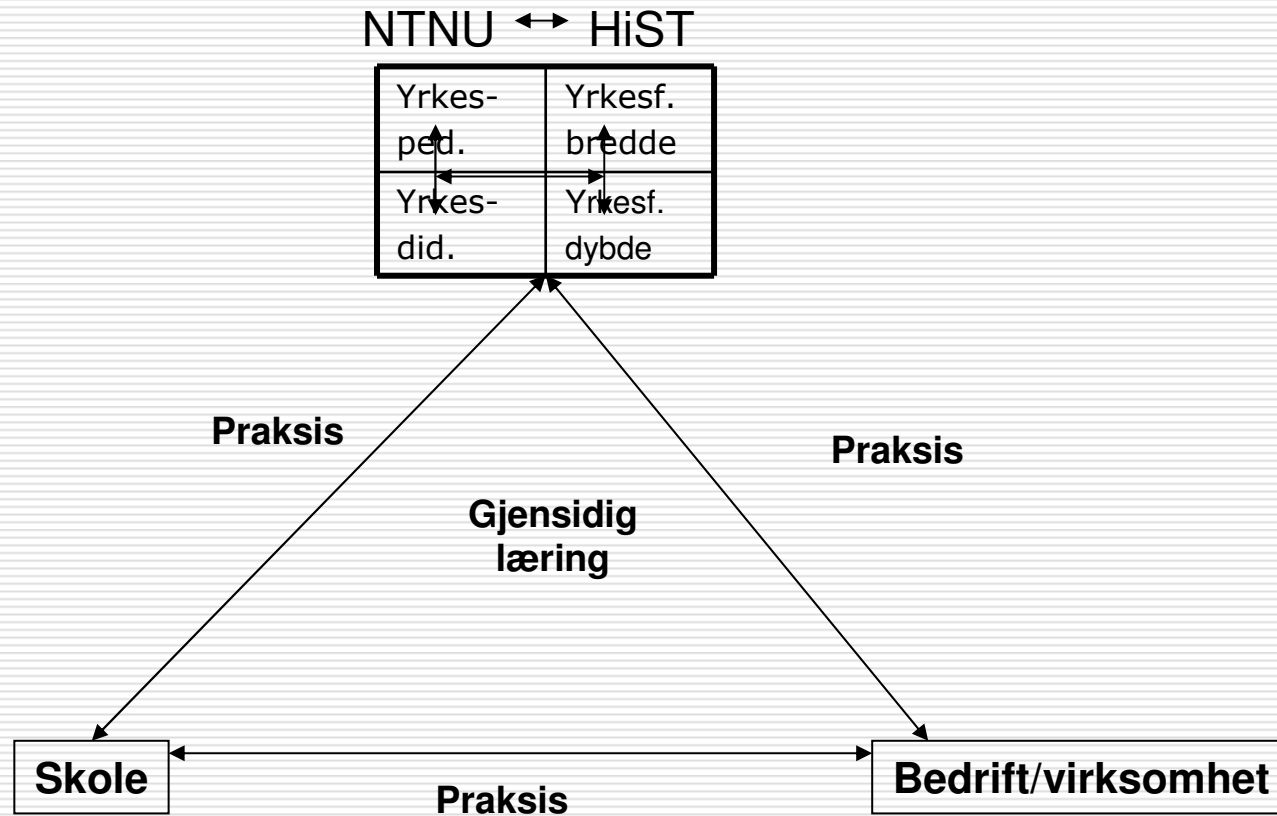 NTNU ↔ HiST
Yrkes-
ped.
Yrkesf.
bredde
Yrkes-
did.
Yrkesf.
dybde
Praksis
Praksis
Gjensidig
læring
Skole
Praksis
Bedrift/virksomhet